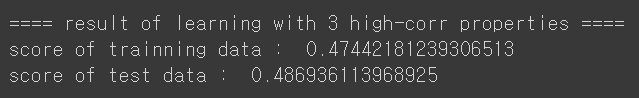 ==== result of learning with 3 high-corr properties ====
score of trainning data :  0.47442181239306513
score of test data :  0.486936113968925